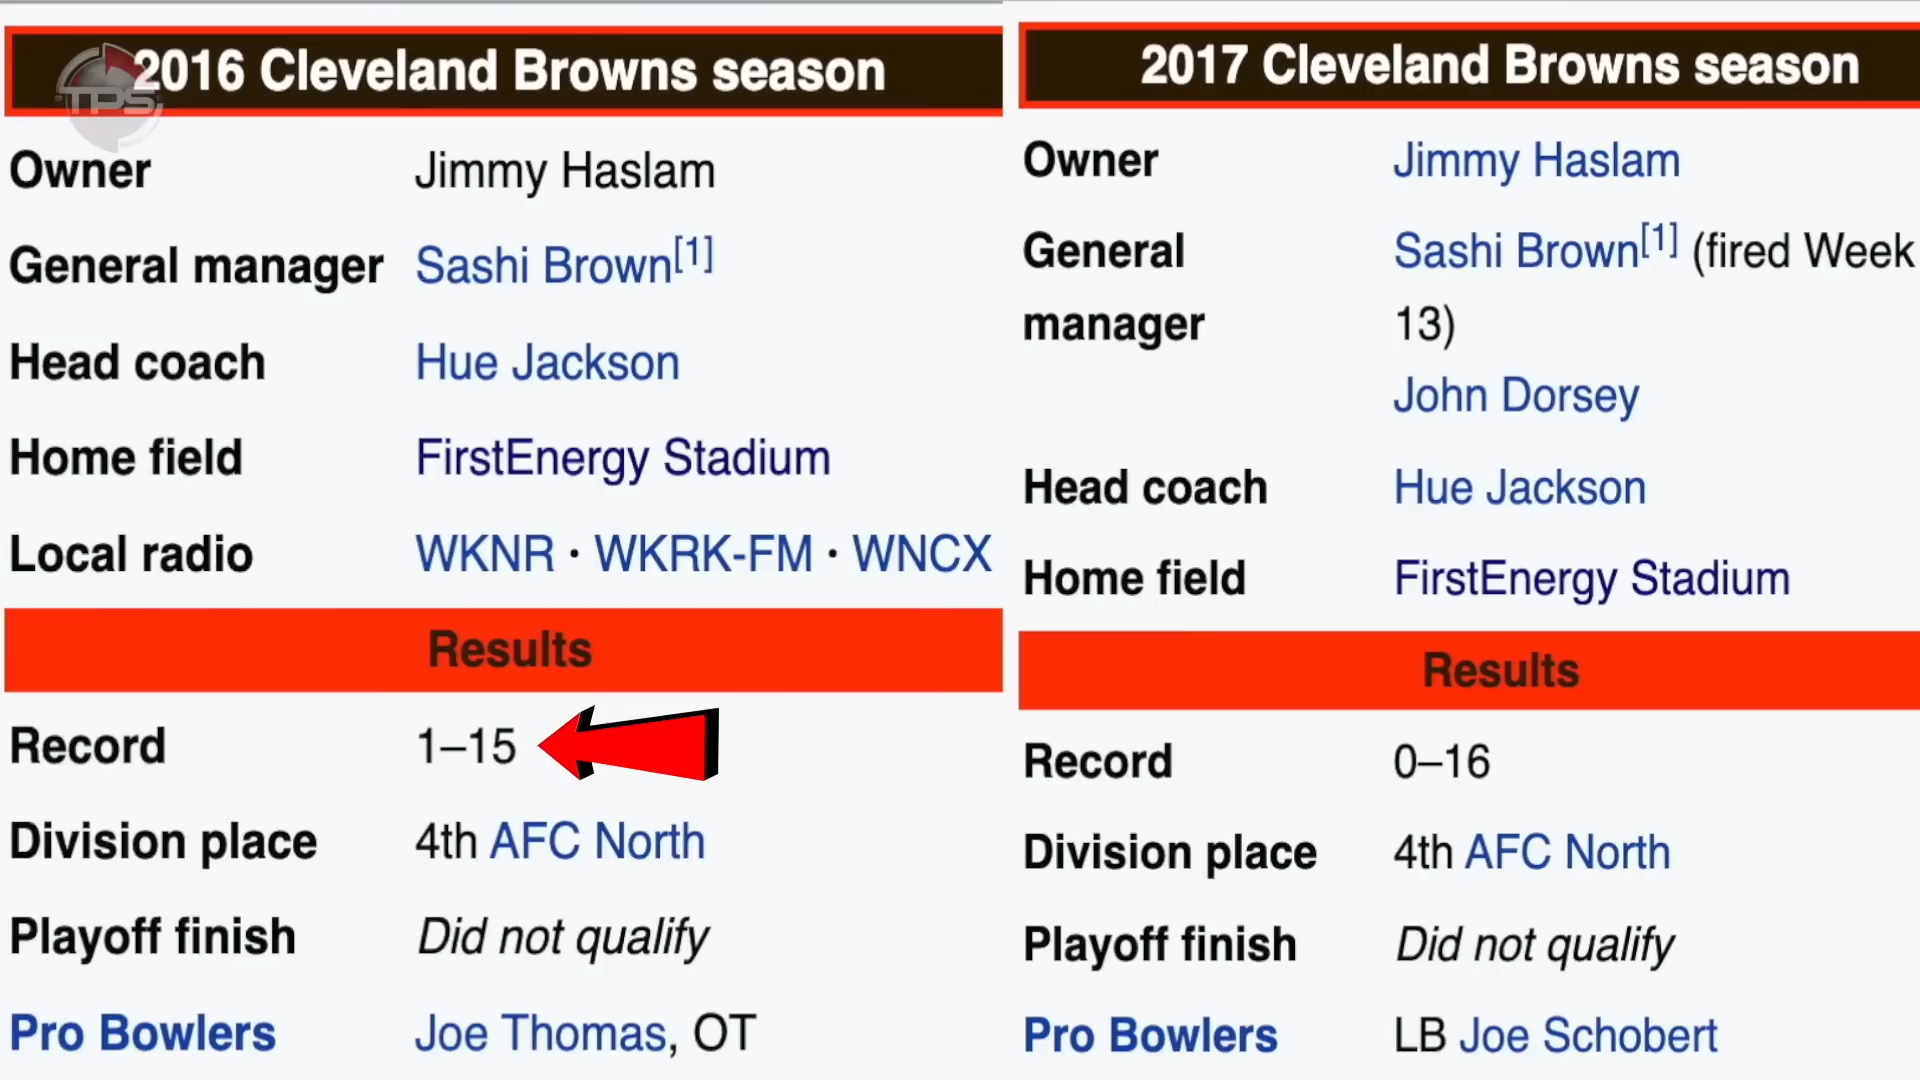 TPS
2016 Cleveland Browns season
Owner Jimmy Haslam
General manager Sashi Brown[1]
Head coach Hue Jackson
Home field FirstEnergy Stadium
Local radio WKNR · WKRK-FM · WNCX
Results
Record 1–15
Division place 4th AFC North
Playoff finish Did not qualify
Pro Bowlers Joe Thomas, OT
2017 Cleveland Browns season
Owner Jimmy Haslam
General Sashi Brown[1] (fired Week
manager 13)
John Dorsey
Head coach Hue Jackson
Home field FirstEnergy Stadium
Results
Record 0–16
Division place 4th AFC North
Playoff finish Did not qualify
Pro Bowlers LB Joe Schobert